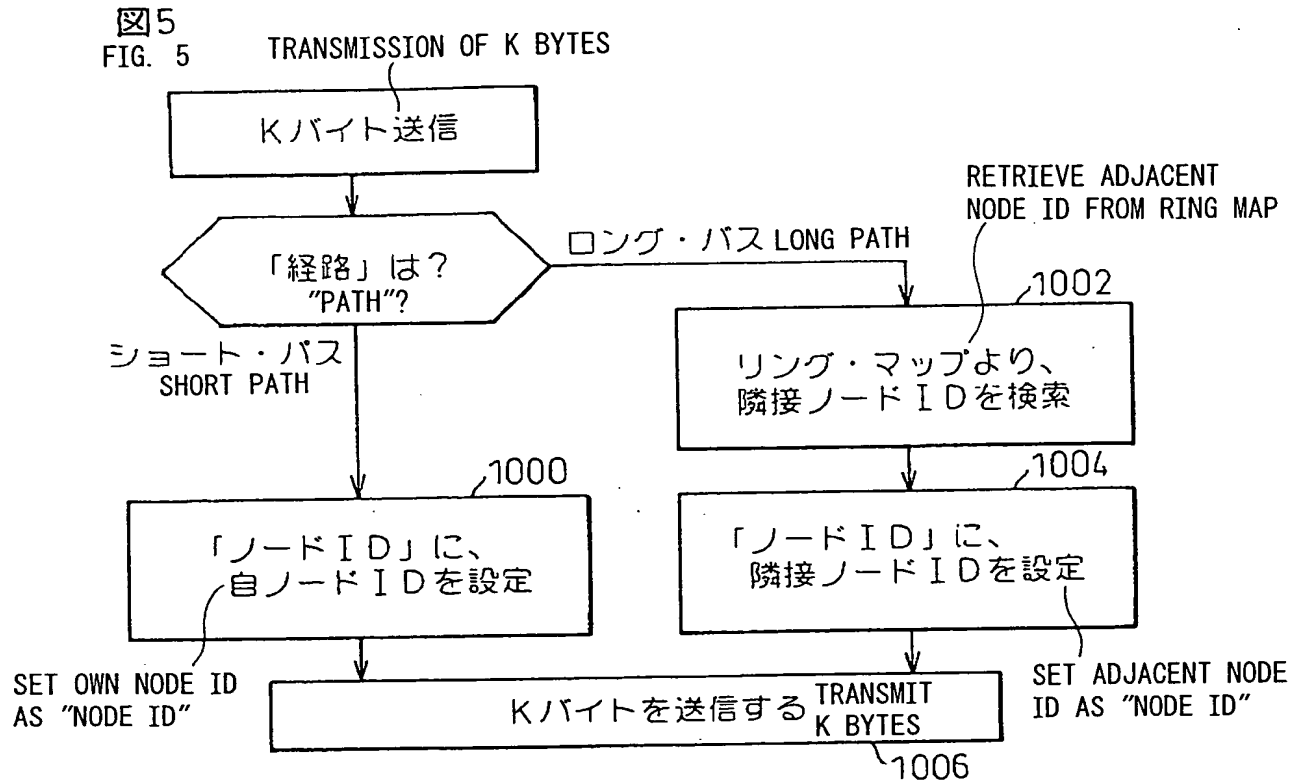 図5
FIG. 5
TRANSMISSION OF K BYTES
Kバイト送信
「経路」は?
"PATH"?
ロング・パス LONG PATH
ショート・パス
SHORT PATH
RETRIEVE ADJACENT
NODE ID FROM RING MAP
1002
リング・マップより、
隣接ノードIDを検索
1000
「ノードID」に、
自ノードIDを設定
1004
「ノードID」に、
隣接ノードIDを設定
SET OWN NODE ID
AS "NODE ID"
SET ADJACENT NODE
ID AS "NODE ID"
Kバイトを送信する TRANSMIT
K BYTES
1006